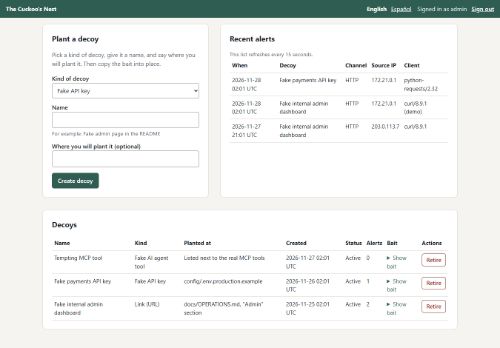 The Cuckoo's Nest
English Español Signed in as admin Sign out
Plant a decoy
Pick a kind of decoy, give it a name, and say where you
will plant it. Then copy the bait into place.
Kind of decoy
Fake API key
Name
For example: Fake admin page in the README
Where you will plant it (optional)
Create decoy
Recent alerts
This list refreshes every 15 seconds.
When Decoy Channel Source IP Client
2026-11-28 Fake payments API key HTTP 172.21.0.1 python-
02:01 UTC requests/2.32
2026-11-28 Fake internal admin HTTP 172.21.0.1 curl/8.9.1
02:01 UTC dashboard (demo)
2026-11-27 Fake internal admin HTTP 203.0.113.7 curl/8.9.1
21:01 UTC dashboard
Decoys
Name Kind Planted at Created Status Alerts Bait Actions
Tempting MCP tool Fake AI agent Listed next to the real MCP tools 2026-11-27 02:01 Active 0 ▸ Show Retire
tool UTC bait
Fake payments API key Fake API key config/.env.production.example 2026-11-26 02:01 Active 1 ▸ Show Retire
UTC bait
Fake internal admin Link (URL) docs/OPERATIONS.md, "Admin" 2026-11-25 02:01 Active 2 ▸ Show Retire
dashboard section UTC bait